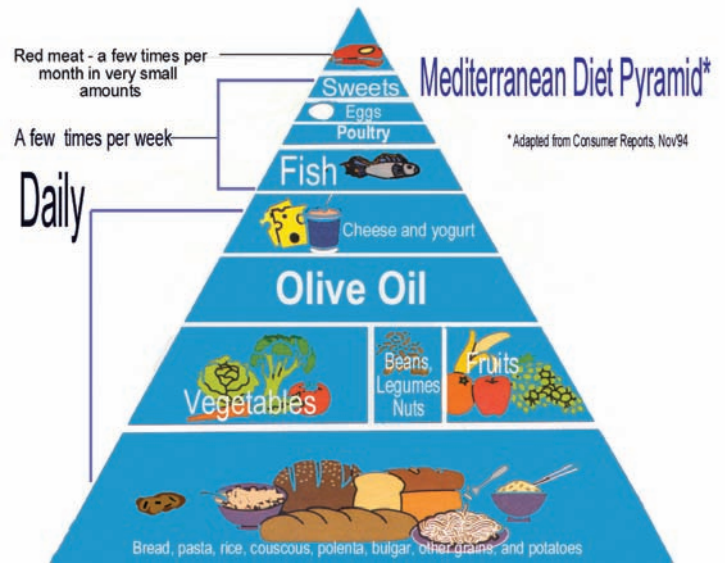 Red meat - a few times per
month in very small
amounts
Mediterranean Diet Pyramid*
* Adapted from Consumer Reports, Nov'94
Sweets
Eggs
Poultry
A few times per week
Fish
Daily
Cheese and yogurt
Olive Oil
Vegetables
Beans,
Legumes
Nuts
Fruits
Bread, pasta, rice, couscous, polenta, bulgar, other grains, and potatoes